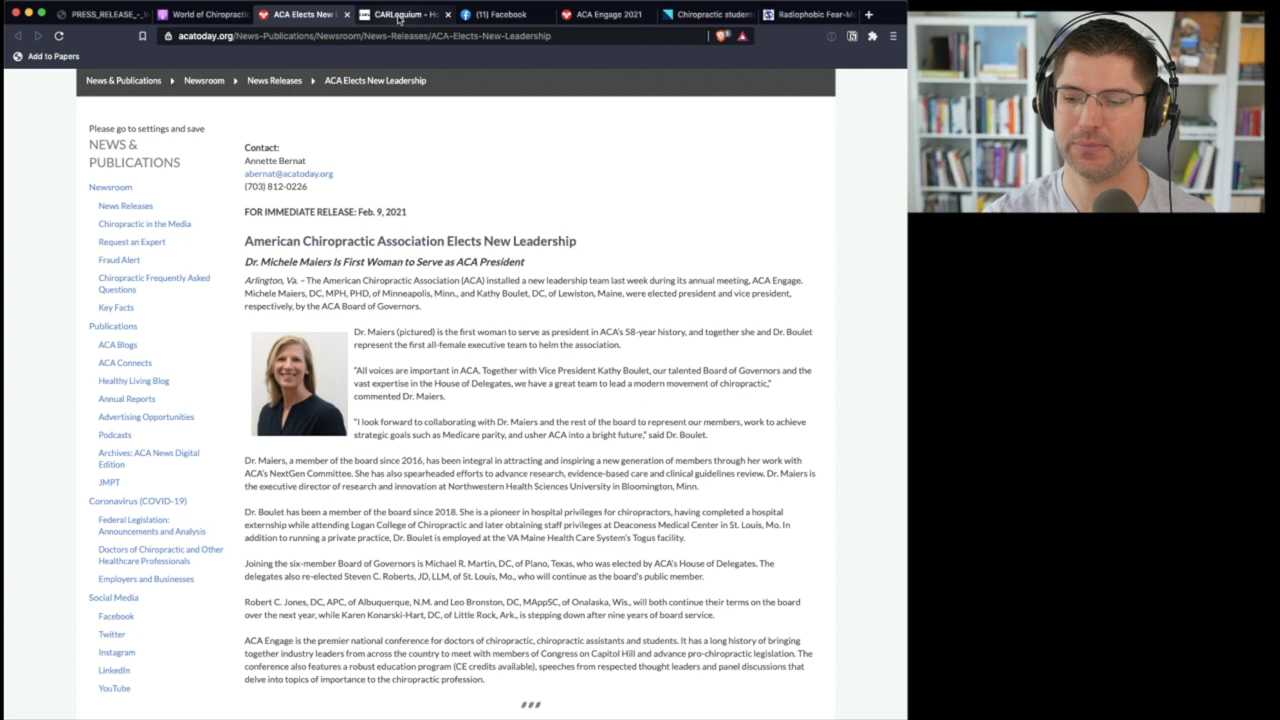 PRESS_RELEASE_-_
World of Chiropractic
ACA Elects New L
CARLoquium - Ho
(11) Facebook
ACA Engage 2021
Chiropractic student
Radiophobic Fear-Mo
acatoday.org/News-Publications/Newsroom/News-Releases/ACA-Elects-New-Leadership
Add to Papers
News & Publications
Newsroom
News Releases
ACA Elects New Leadership
Please go to settings and save
NEWS &
PUBLICATIONS
Newsroom
News Releases
Chiropractic in the Media
Request an Expert
Fraud Alert
Chiropractic Frequently Asked
Questions
Key Facts
Publications
ACA Blogs
ACA Connects
Healthy Living Blog
Annual Reports
Advertising Opportunities
Podcasts
Archives: ACA News Digital
Edition
JMPT
Coronavirus (COVID-19)
Federal Legislation:
Announcements and Analysis
Doctors of Chiropractic and Other
Healthcare Professionals
Employers and Businesses
Social Media
Facebook
Twitter
Instagram
LinkedIn
YouTube
Contact:
Annette Bernat
abernat@acatoday.org
(703) 812-0226
FOR IMMEDIATE RELEASE: Feb. 9, 2021
American Chiropractic Association Elects New Leadership
Dr. Michele Maiers Is First Woman to Serve as ACA President
Arlington, Va. – The American Chiropractic Association (ACA) installed a new leadership team last week during its annual meeting, ACA Engage.
Michele Maiers, DC, MPH, PHD, of Minneapolis, Minn., and Kathy Boulet, DC, of Lewiston, Maine, were elected president and vice president,
respectively, by the ACA Board of Governors.
Dr. Maiers (pictured) is the first woman to serve as president in ACA's 58-year history, and together she and Dr. Boulet
represent the first all-female executive team to helm the association.
"All voices are important in ACA. Together with Vice President Kathy Boulet, our talented Board of Governors and the
vast expertise in the House of Delegates, we have a great team to lead a modern movement of chiropractic,"
commented Dr. Maiers.
"I look forward to collaborating with Dr. Maiers and the rest of the board to represent our members, work to achieve
strategic goals such as Medicare parity, and usher ACA into a bright future," said Dr. Boulet.
Dr. Maiers, a member of the board since 2016, has been integral in attracting and inspiring a new generation of members through her work with
ACA's NextGen Committee. She has also spearheaded efforts to advance research, evidence-based care and clinical guidelines review. Dr. Maiers is
the executive director of research and innovation at Northwestern Health Sciences University in Bloomington, Minn.
Dr. Boulet has been a member of the board since 2018. She is a pioneer in hospital privileges for chiropractors, having completed a hospital
externship while attending Logan College of Chiropractic and later obtaining staff privileges at Deaconess Medical Center in St. Louis, Mo. In
addition to running a private practice, Dr. Boulet is employed at the VA Maine Health Care System's Togus facility.
Joining the six-member Board of Governors is Michael R. Martin, DC, of Plano, Texas, who was elected by ACA's House of Delegates. The
delegates also re-elected Steven C. Roberts, JD, LLM, of St. Louis, Mo., who will continue as the board's public member.
Robert C. Jones, DC, APC, of Albuquerque, N.M. and Leo Bronston, DC, MAppSC, of Onalaska, Wis., will both continue their terms on the board
over the next year, while Karen Konarski-Hart, DC, of Little Rock, Ark., is stepping down after nine years of board service.
ACA Engage is the premier national conference for doctors of chiropractic, chiropractic assistants and students. It has a long history of bringing
together industry leaders from across the country to meet with members of Congress on Capitol Hill and advance pro-chiropractic legislation. The
conference also features a robust education program (CE credits available), speeches from respected thought leaders and panel discussions that
delve into topics of importance to the chiropractic profession.
###